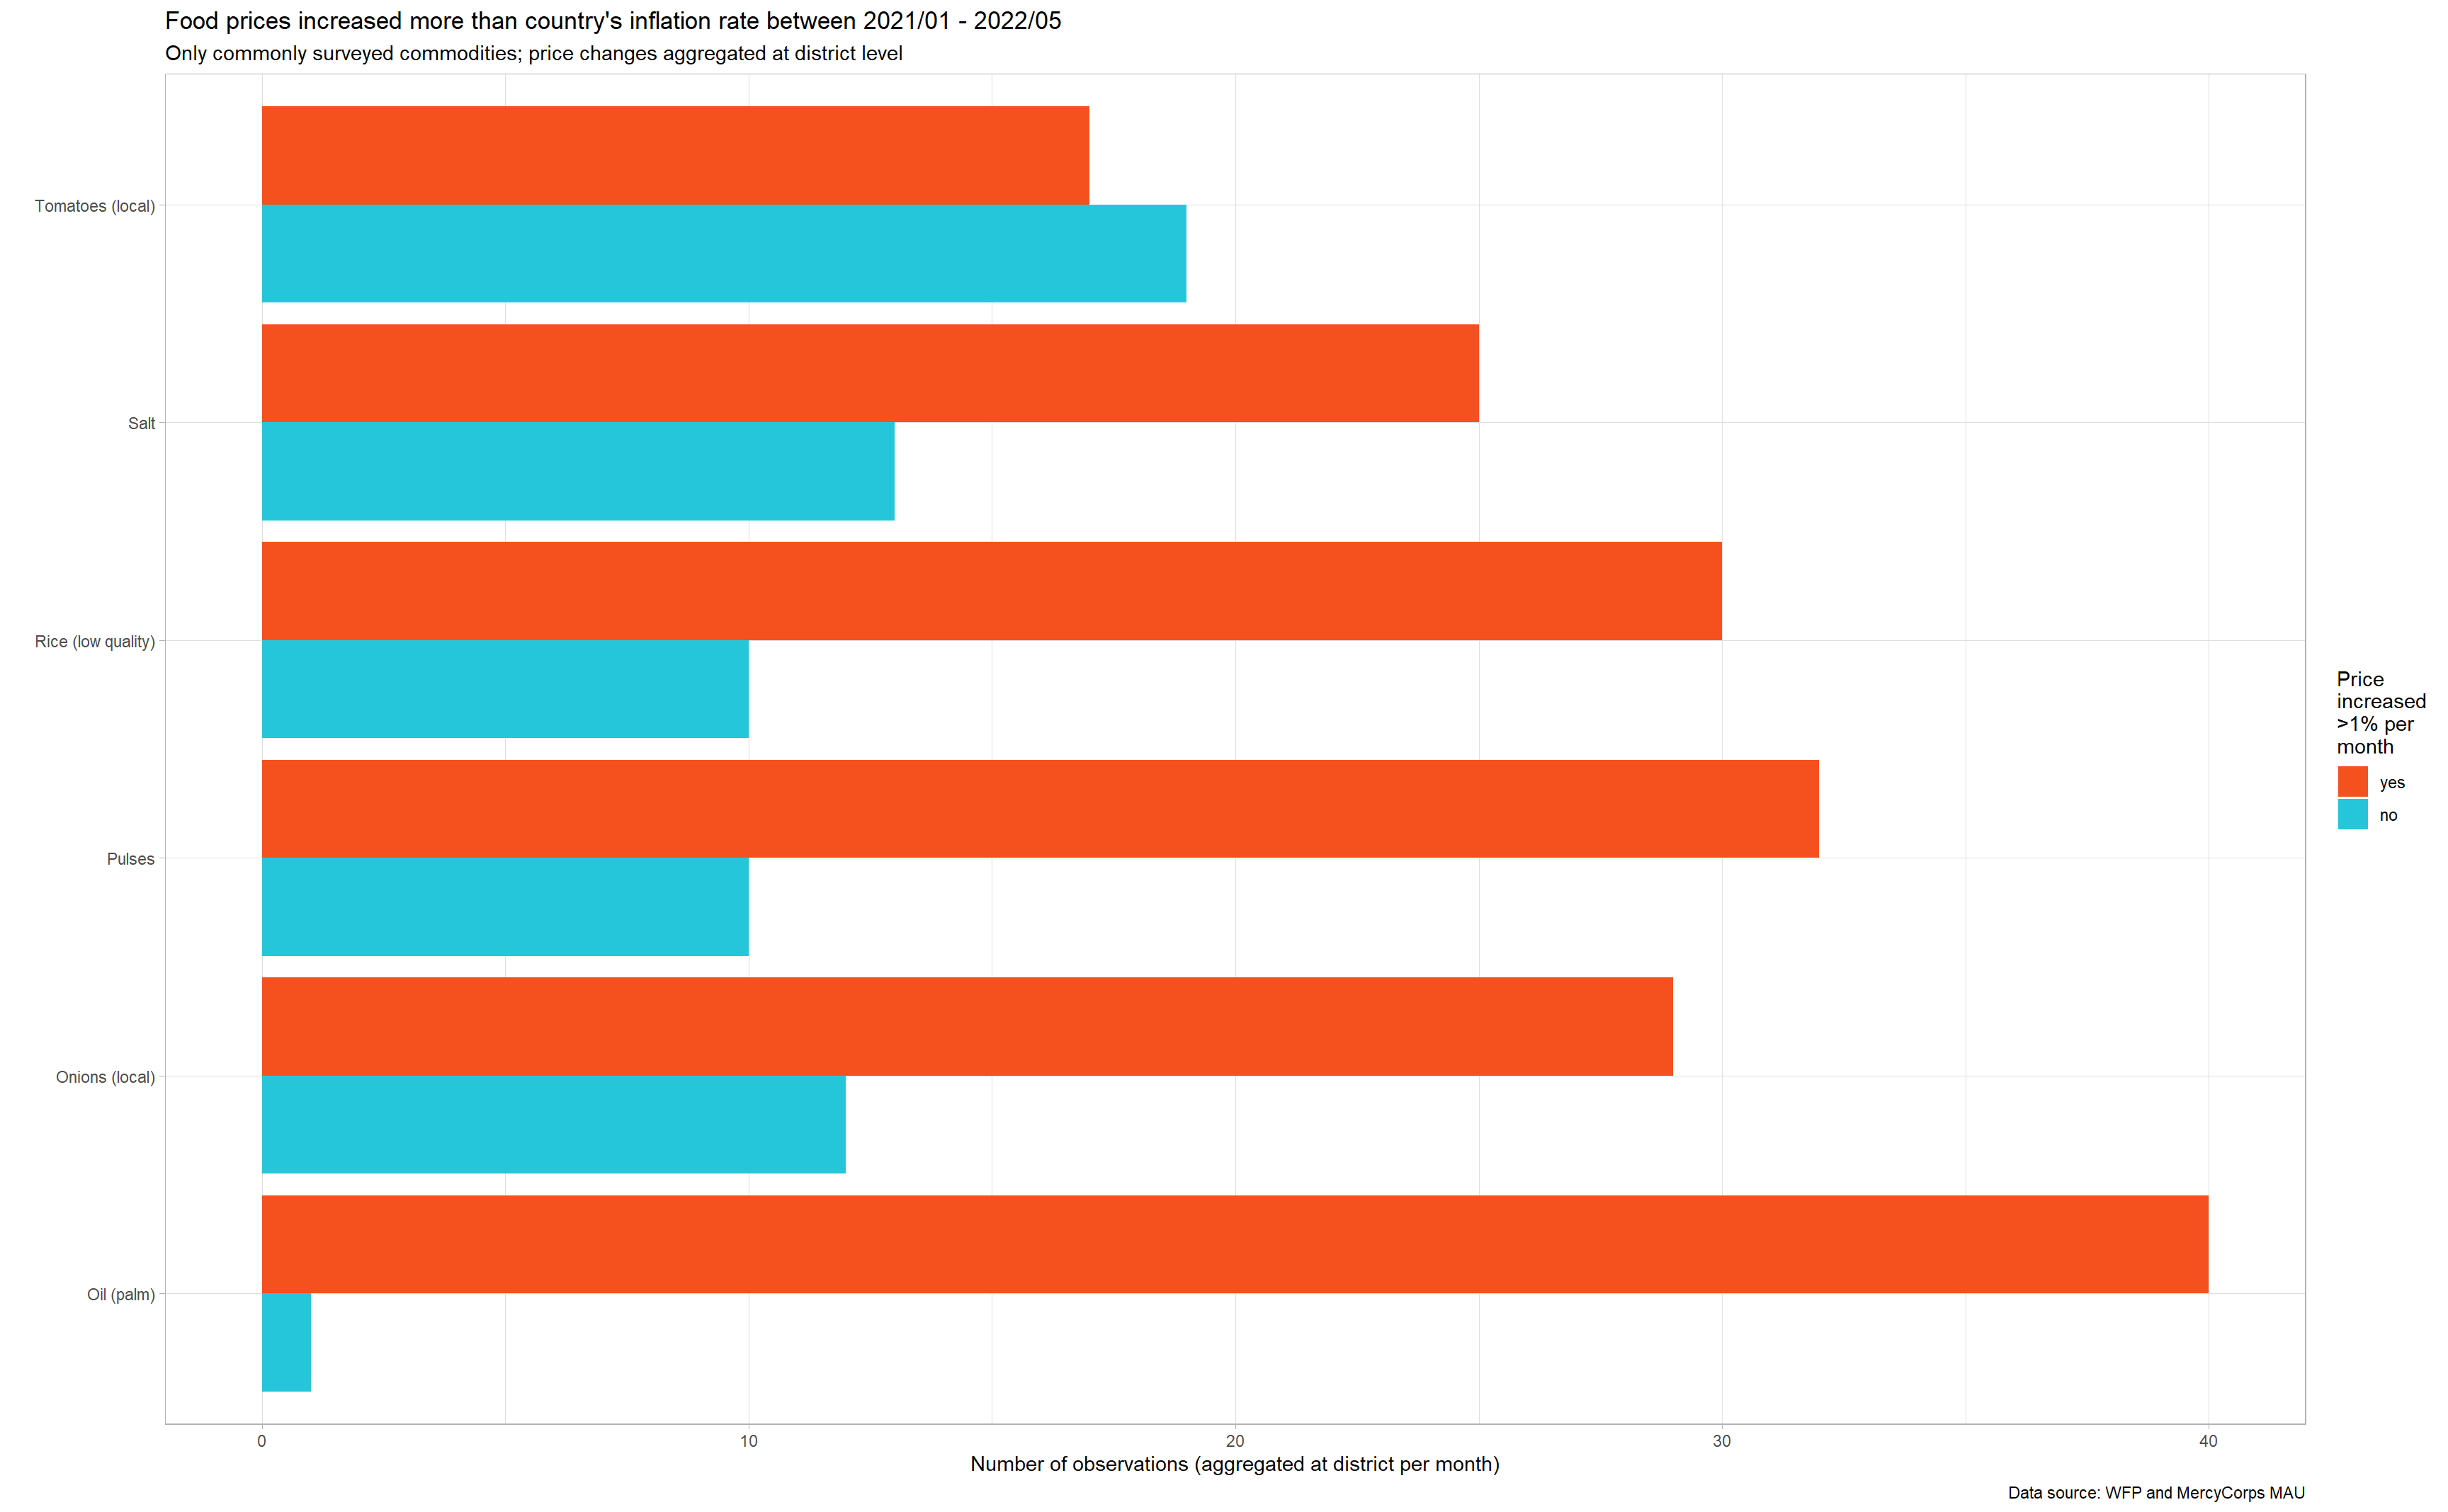 Food prices increased more than country's inflation rate between 2021/01 - 2022/05
Only commonly surveyed commodities; price changes aggregated at district level
Tomatoes (local)
Salt
Rice (low quality)
Pulses
Onions (local)
Oil (palm)
0
10
20
30
40
Number of observations (aggregated at district per month)
Price
increased
>1% per
month
yes
no
Data source: WFP and MercyCorps MAU